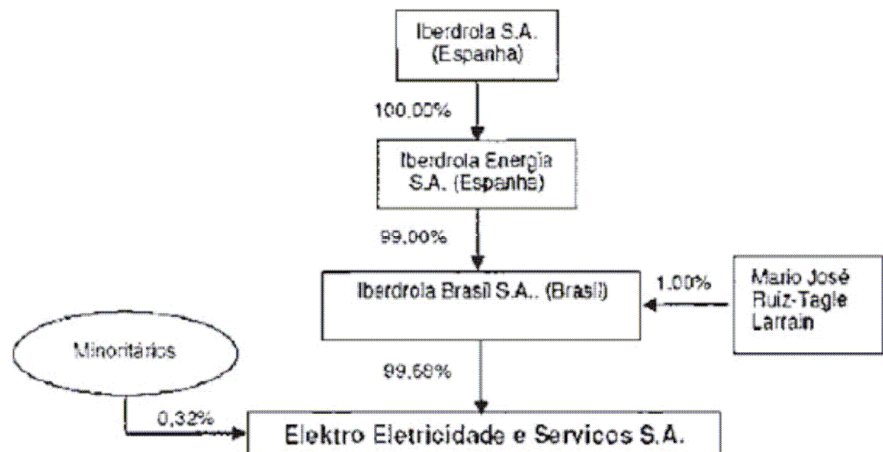 Iberdrola S.A.
(Espanha)
100,00%
Iberdrola Energia
S.A. (Espanha)
99,00%
Iberdrola Brasil S.A.. (Brasil)
1.00%
Mario José
Ruiz-Tagle
Larrain
Minoritários
99,68%
0,32%
Elektro Eletricidade e Servicos S.A.